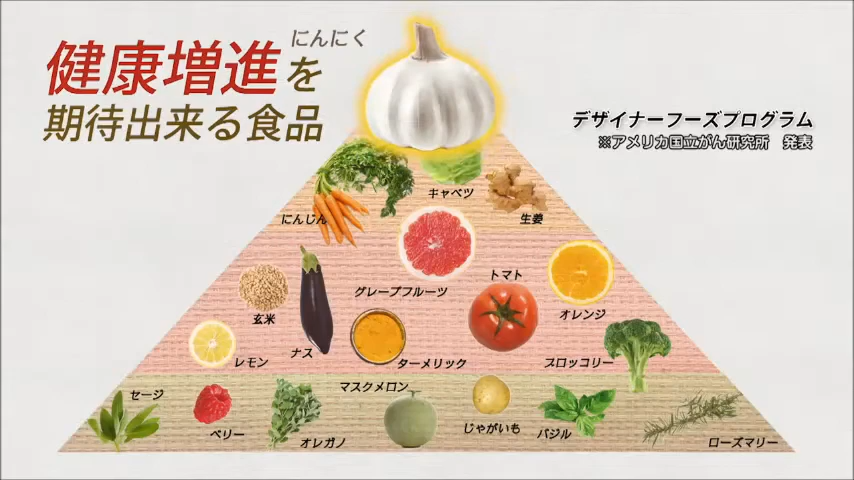 にんにく
健康増進を
期待出来る食品
デザイナーフーズプログラム
※アメリカ国立がん研究所　発表
キャベツ
にんじん
生姜
グレープフルーツ
トマト
オレンジ
玄米
ナス
レモン
ターメリック
ブロッコリー
セージ
マスクメロン
ベリー
オレガノ
じゃがいも
バジル
ローズマリー